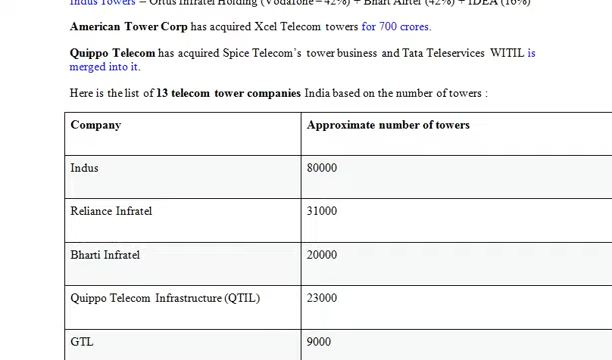 Indus Towers – Ortus Infratel Holding (Vodafone – 42%) + Bhart Airtel (42%) + IDEA (16%)
American Tower Corp has acquired Xcel Telecom towers for 700 crores.
Quippo Telecom has acquired Spice Telecom's tower business and Tata Teleservices WITIL is
merged into it.
Here is the list of 13 telecom tower companies India based on the number of towers :
Company Approximate number of towers
Indus 80000
Reliance Infratel 31000
Bharti Infratel 20000
Quippo Telecom Infrastructure (QTIL) 23000
GTL 9000